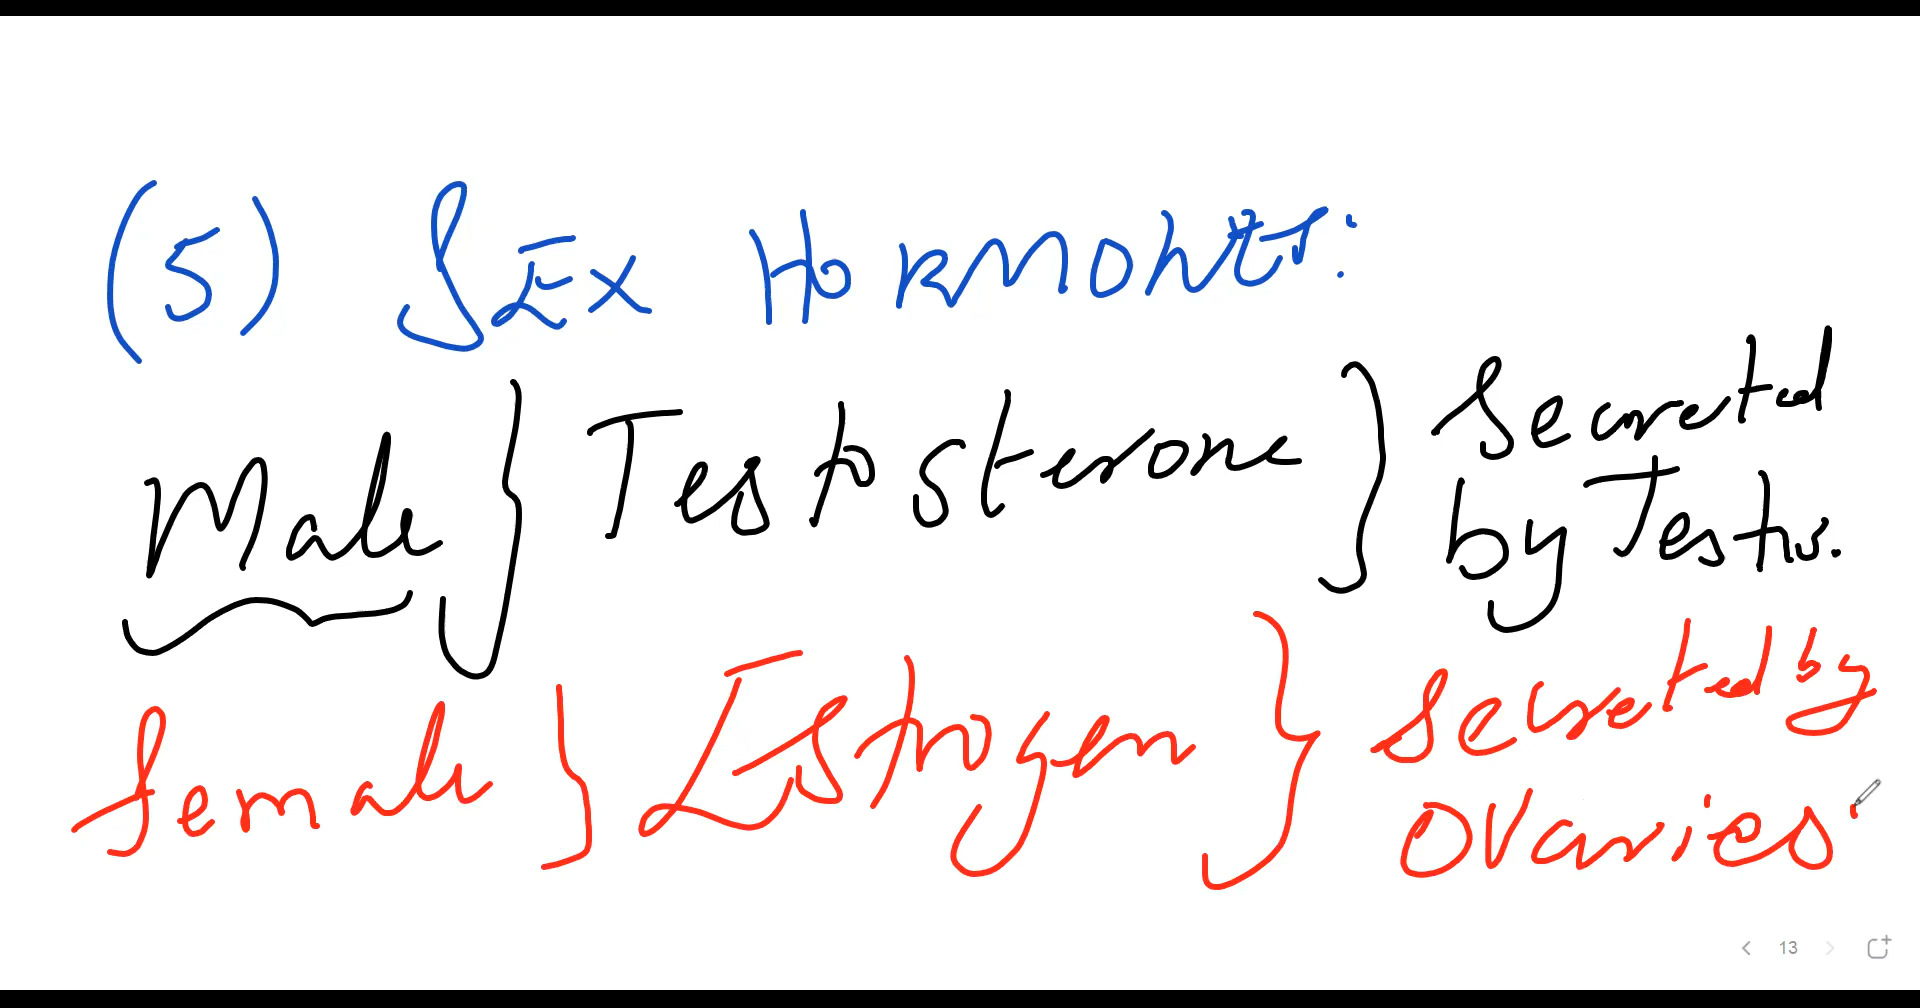 (5) SEx HoRMONES:
Male } Testosterone } Secreted
by Testis.
female } Estrogen } Secreted by
ovaries.
13